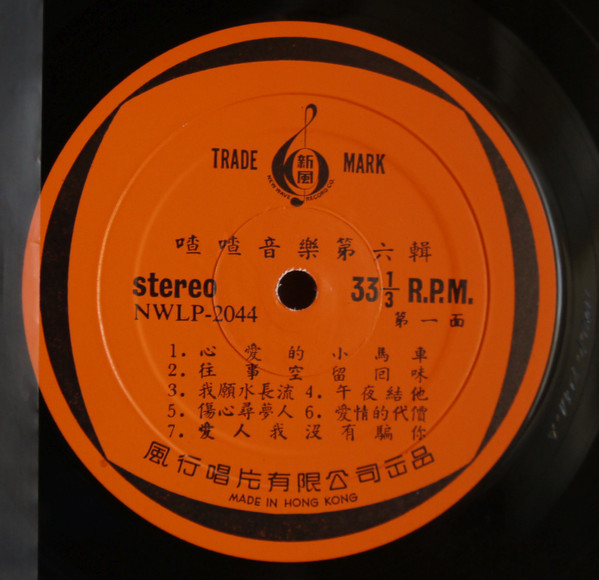 TRADE MARK
新風
NEW WAVE RECORD CO.
喳喳音樂第六輯
stereo
33 1/3 R.P.M.
NWLP-2044
第一面
1. 心愛的小馬車
2. 往事空留回味
3. 我願水長流 4. 午夜結他
5. 傷心尋夢人 6. 愛情的代價
7. 愛人我沒有騙你
風行唱片有限公司出品
MADE IN HONG KONG